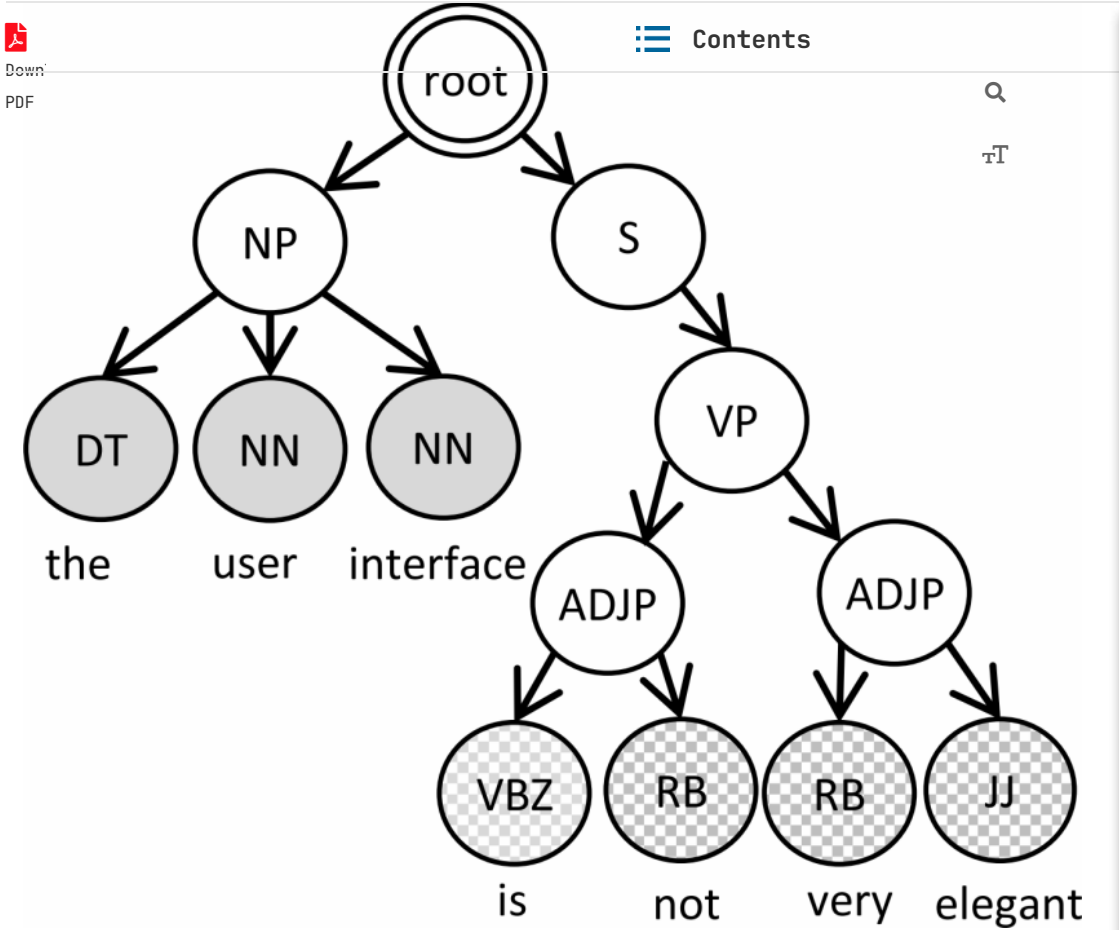 Contents
PDF
root
NP
S
VP
DT
NN
NN
the
user
interface
ADJP
ADJP
VBZ
RB
RB
JJ
is
not
very
elegant